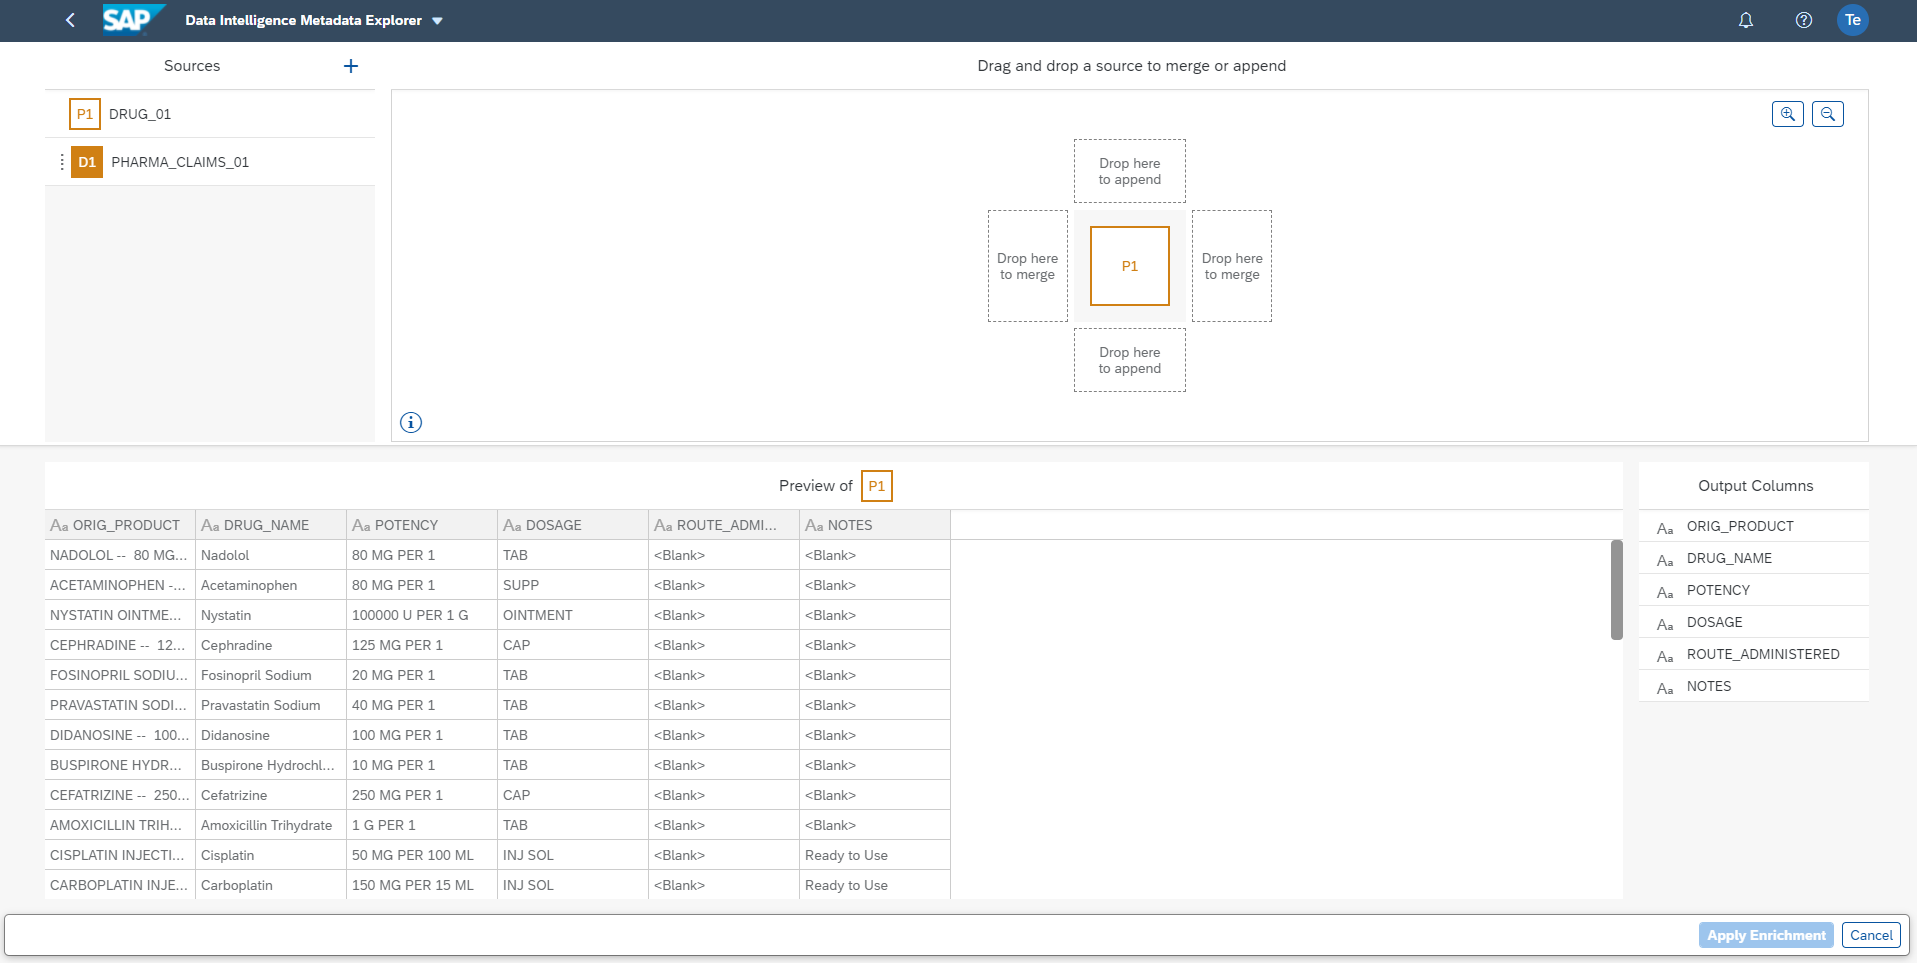 SAP Data Intelligence Metadata Explorer Te
Sources +
Drag and drop a source to merge or append
P1 DRUG_01
D1 PHARMA_CLAIMS_01
Drop here
to append
Drop here
to merge
P1
Drop here
to merge
Drop here
to append
Preview of P1
Aa ORIG_PRODUCT Aa DRUG_NAME Aa POTENCY Aa DOSAGE Aa ROUTE_ADMI... Aa NOTES
NADOLOL -- 80 MG... Nadolol 80 MG PER 1 TAB <Blank> <Blank>
ACETAMINOPHEN -... Acetaminophen 80 MG PER 1 SUPP <Blank> <Blank>
NYSTATIN OINTME... Nystatin 100000 U PER 1 G OINTMENT <Blank> <Blank>
CEPHRADINE -- 12... Cephradine 125 MG PER 1 CAP <Blank> <Blank>
FOSINOPRIL SODIU... Fosinopril Sodium 20 MG PER 1 TAB <Blank> <Blank>
PRAVASTATIN SODI... Pravastatin Sodium 40 MG PER 1 TAB <Blank> <Blank>
DIDANOSINE -- 100... Didanosine 100 MG PER 1 TAB <Blank> <Blank>
BUSPIRONE HYDR... Buspirone Hydrochl... 10 MG PER 1 TAB <Blank> <Blank>
CEFATRIZINE -- 250... Cefatrizine 250 MG PER 1 CAP <Blank> <Blank>
AMOXICILLIN TRIH... Amoxicillin Trihydrate 1 G PER 1 TAB <Blank> <Blank>
CISPLATIN INJECTI... Cisplatin 50 MG PER 100 ML INJ SOL <Blank> Ready to Use
CARBOPLATIN INJE... Carboplatin 150 MG PER 15 ML INJ SOL <Blank> Ready to Use
Output Columns
Aa ORIG_PRODUCT
Aa DRUG_NAME
Aa POTENCY
Aa DOSAGE
Aa ROUTE_ADMINISTERED
Aa NOTES
Apply Enrichment Cancel